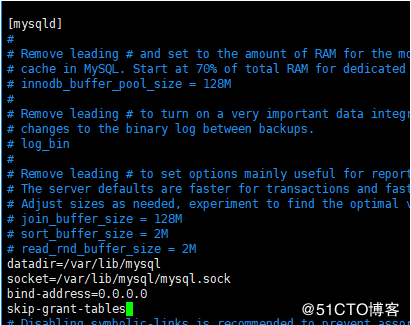 [mysqld]
#
# Remove leading # and set to the amount of RAM for the mo
# cache in MySQL. Start at 70% of total RAM for dedicated
# innodb_buffer_pool_size = 128M
#
# Remove leading # to turn on a very important data integr
# changes to the binary log between backups.
# log_bin
#
# Remove leading # to set options mainly useful for report
# The server defaults are faster for transactions and fast
# Adjust sizes as needed, experiment to find the optimal v
# join_buffer_size = 128M
# sort_buffer_size = 2M
# read_rnd_buffer_size = 2M
datadir=/var/lib/mysql
socket=/var/lib/mysql/mysql.sock
bind-address=0.0.0.0
skip-grant-tables
# Disabling symbolic-links is recommended to prevent assor
@51CTO博客